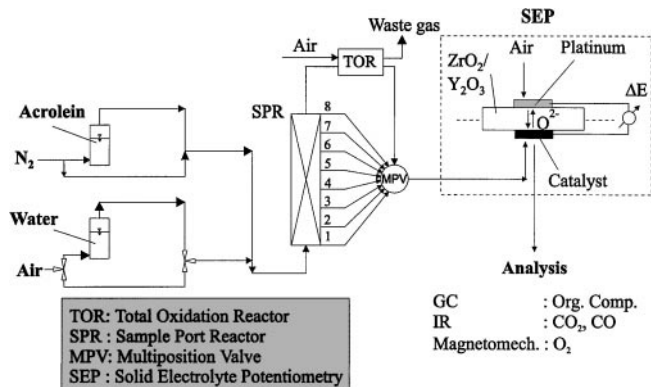 Waste gas
SEP
Air
TOR
ZrO2/
Y2O3
Air
Platinum
ΔE
O2-
Catalyst
Acrolein
N2
SPR
8
7
6
5
4
3
2
1
MPV
Water
Air
Analysis
GC : Org. Comp.
IR : CO2, CO
Magnetomech. : O2
TOR: Total Oxidation Reactor
SPR : Sample Port Reactor
MPV: Multiposition Valve
SEP : Solid Electrolyte Potentiometry